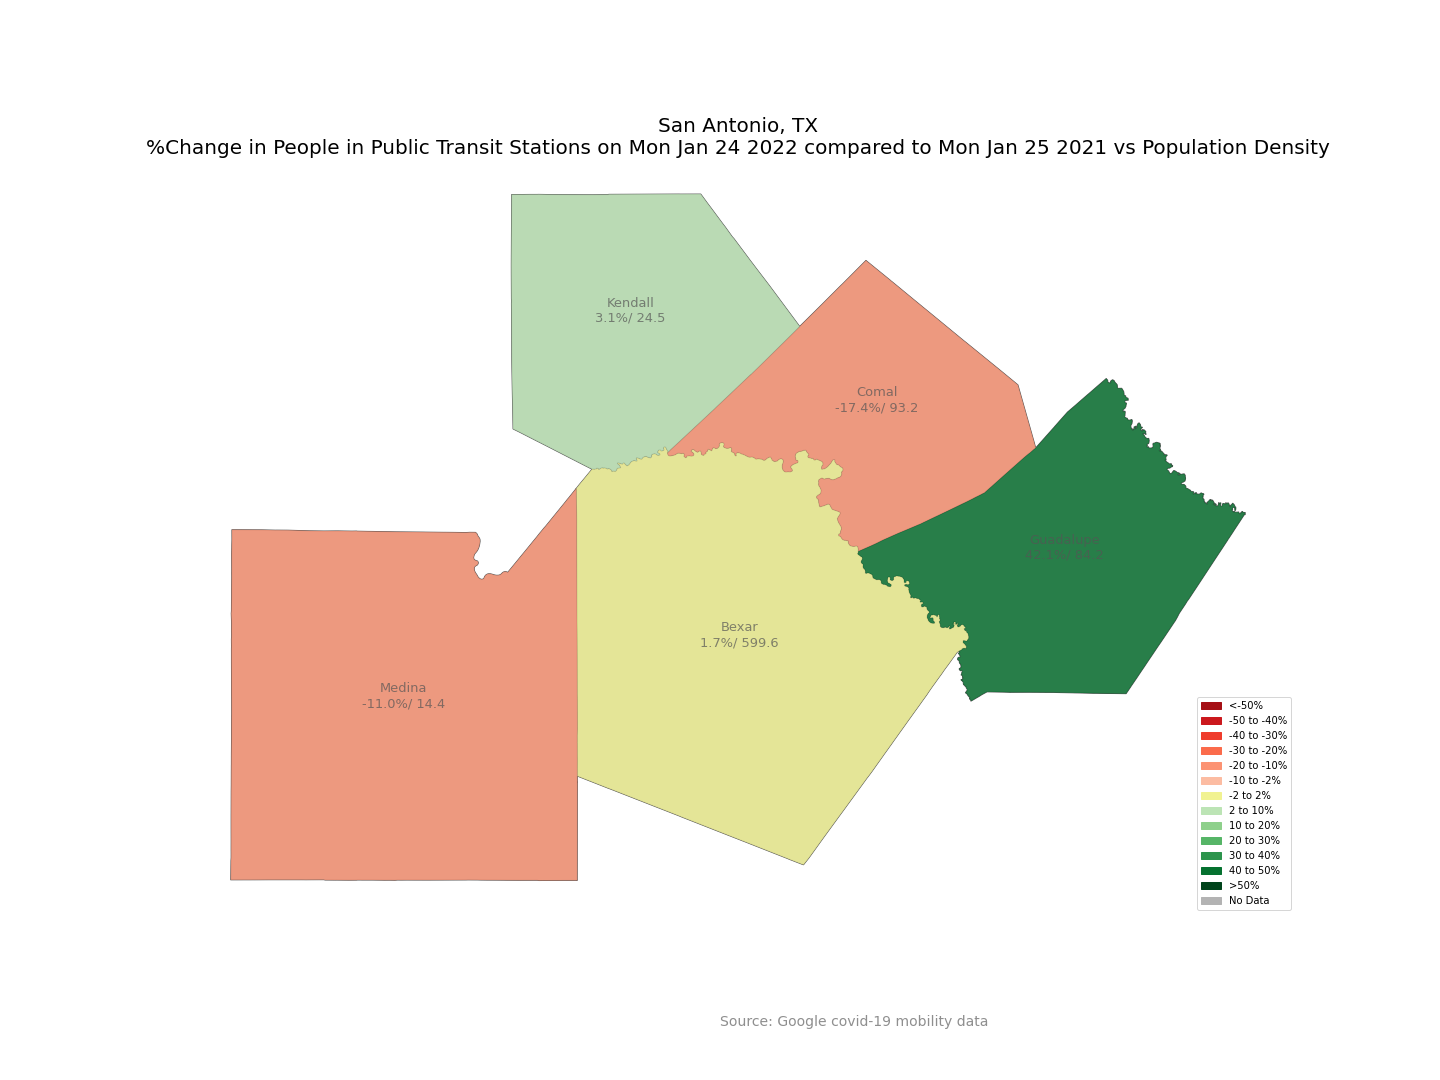 San Antonio, TX
%Change in People in Public Transit Stations on Mon Jan 24 2022 compared to Mon Jan 25 2021 vs Population Density
Kendall
3.1%/ 24.5
Comal
-17.4%/ 93.2
Guadalupe
42.1%/
Bexar
1.7%/ 599.6
Medina
-11.0%/ 14.4
<-50%
-50 to -40%
-40 to -30%
-30 to -20%
-20 to -10%
-10 to -2%
-2 to 2%
2 to 10%
10 to 20%
20 to 30%
30 to 40%
40 to 50%
>50%
No Data
Source: Google covid-19 mobility data